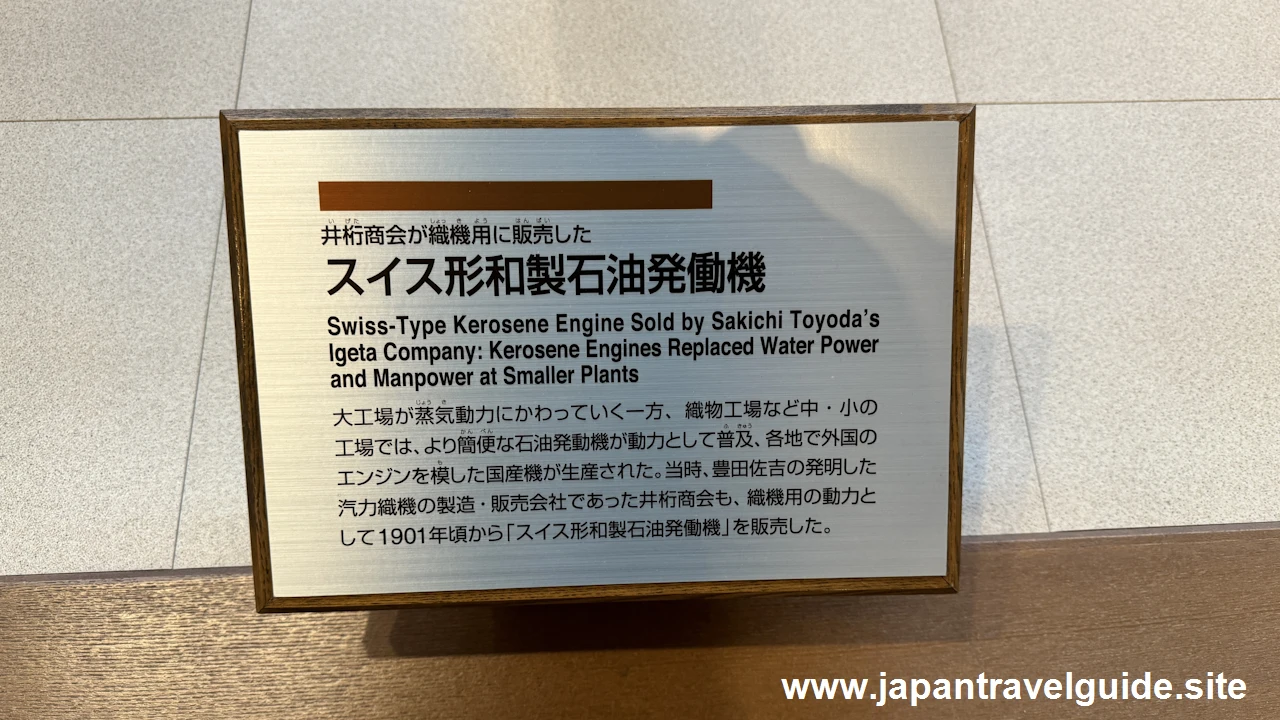 井桁商会が織機用に販売した
スイス形和製石油発働機
Swiss-Type Kerosene Engine Sold by Sakichi Toyoda's
Igeta Company: Kerosene Engines Replaced Water Power
and Manpower at Smaller Plants
大工場が蒸気動力にかわっていく一方、織物工場など中・小の
工場では、より簡便な石油発動機が動力として普及、各地で外国の
エンジンを模した国産機が生産された。当時、豊田佐吉の発明した
汽力織機の製造・販売会社であった井桁商会も、織機用の動力と
して1901年頃から「スイス形和製石油発働機」を販売した。
www.japantravelguide.site